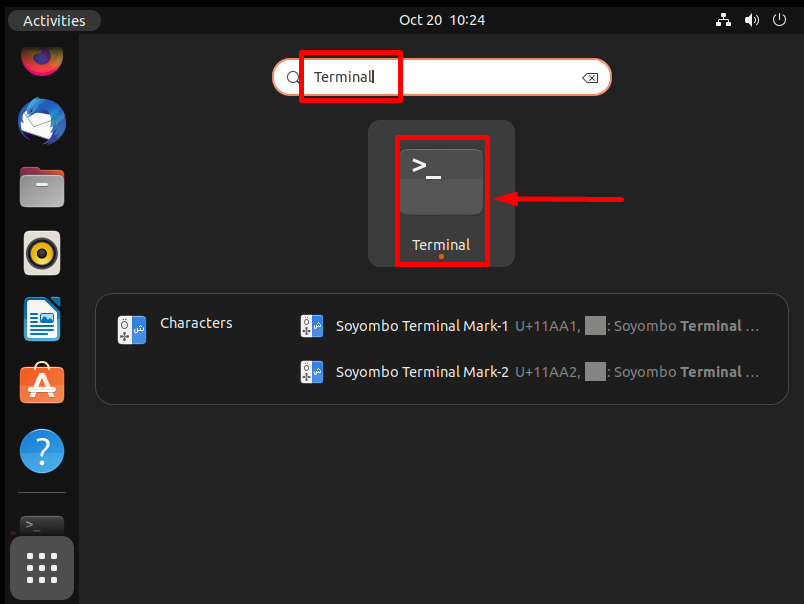 Activities
Oct 20 10:24
Terminal
>_
Terminal
Characters
Soyombo Terminal Mark-1 U+11AA1, : Soyombo Terminal …
Soyombo Terminal Mark-2 U+11AA2, : Soyombo Terminal …
?
>_